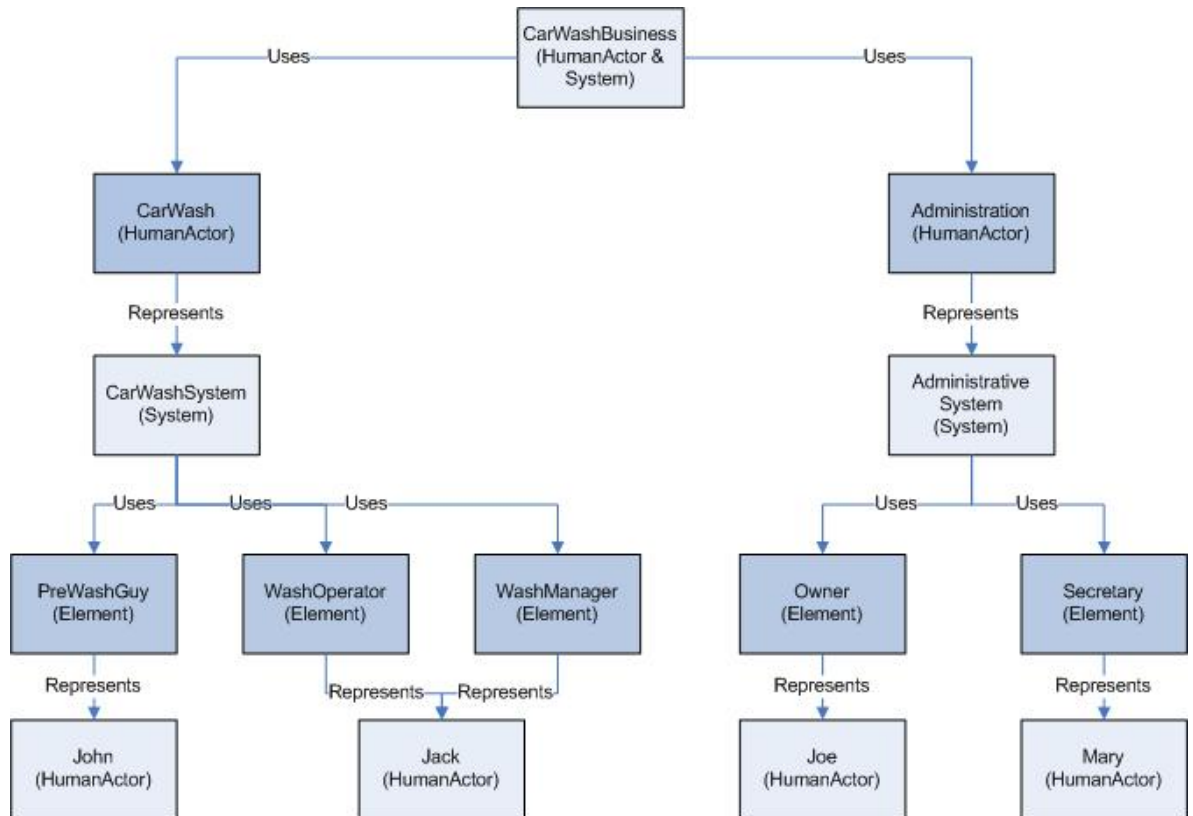 CarWashBusiness
(HumanActor &
System)
Uses
Uses
CarWash
(HumanActor)
Administration
(HumanActor)
Represents
Represents
CarWashSystem
(System)
Administrative
System
(System)
Uses
Uses
Uses
Uses
Uses
PreWashGuy
(Element)
WashOperator
(Element)
WashManager
(Element)
Owner
(Element)
Secretary
(Element)
Represents
Represents
Represents
Represents
Represents
John
(HumanActor)
Jack
(HumanActor)
Joe
(HumanActor)
Mary
(HumanActor)